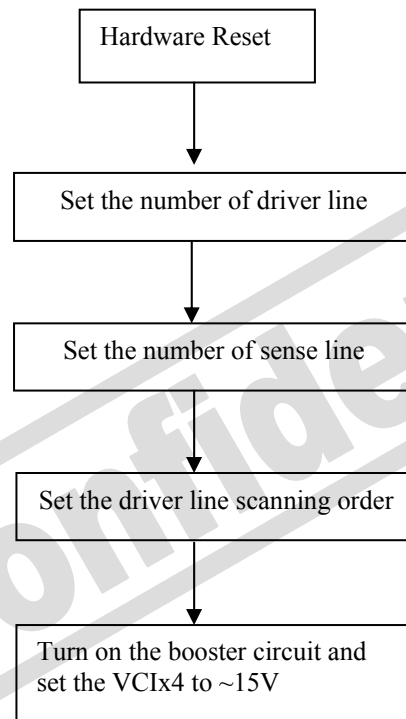 Hardware Reset
Set the number of driver line
Set the number of sense line
Set the driver line scanning order
Turn on the booster circuit and
set the VCIx4 to ~15V